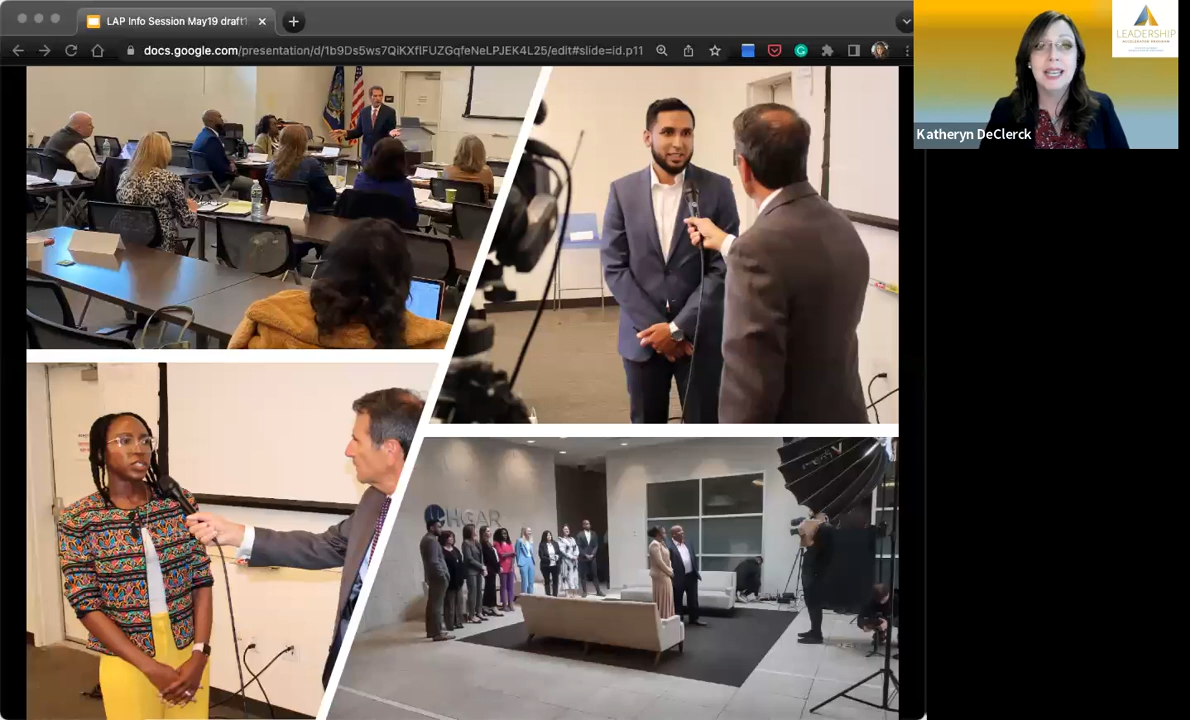 LAP Info Session May19 draft1
docs.google.com/presentation/d/1b9Ds5ws7QiKXfIFUZGqfeNeLPJEK4L25/edit#slide=id.p11
LEADERSHIP
Katheryn DeClerck
HGAR